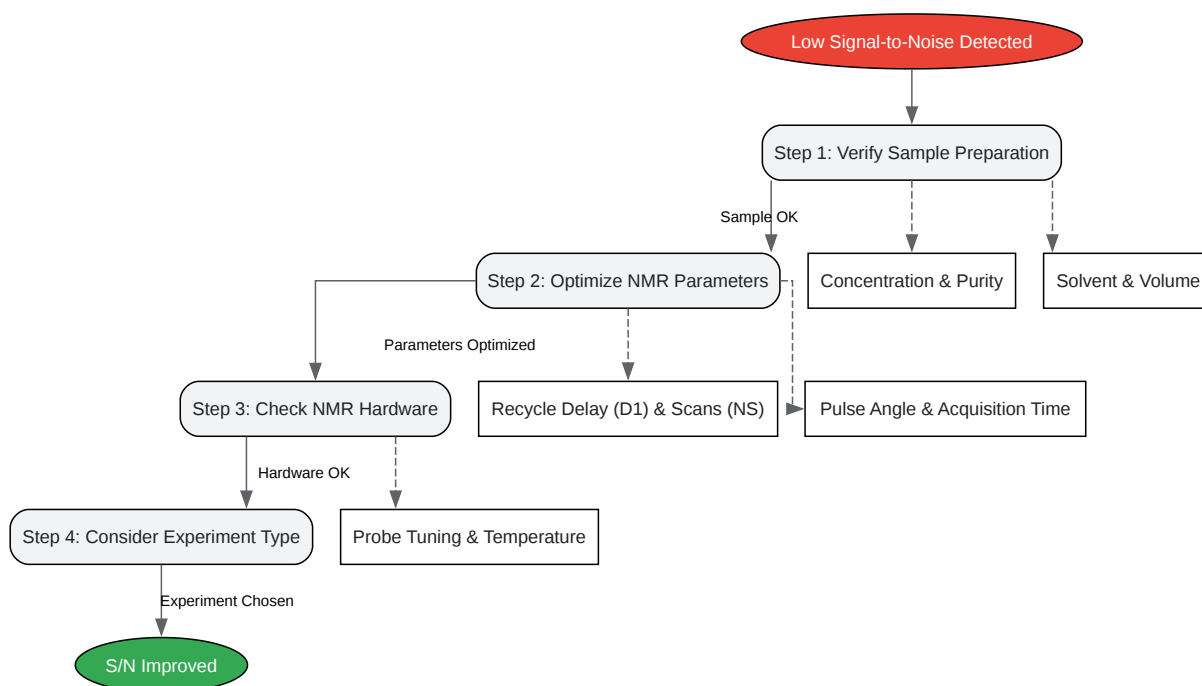 Low Signal-to-Noise Detected
Step 1: Verify Sample Preparation
Sample OK
Step 2: Optimize NMR Parameters
Concentration & Purity
Solvent & Volume
Parameters Optimized
Step 3: Check NMR Hardware
Recycle Delay (D1) & Scans (NS)
Pulse Angle & Acquisition Time
Hardware OK
Step 4: Consider Experiment Type
Probe Tuning & Temperature
Experiment Chosen
S/N Improved